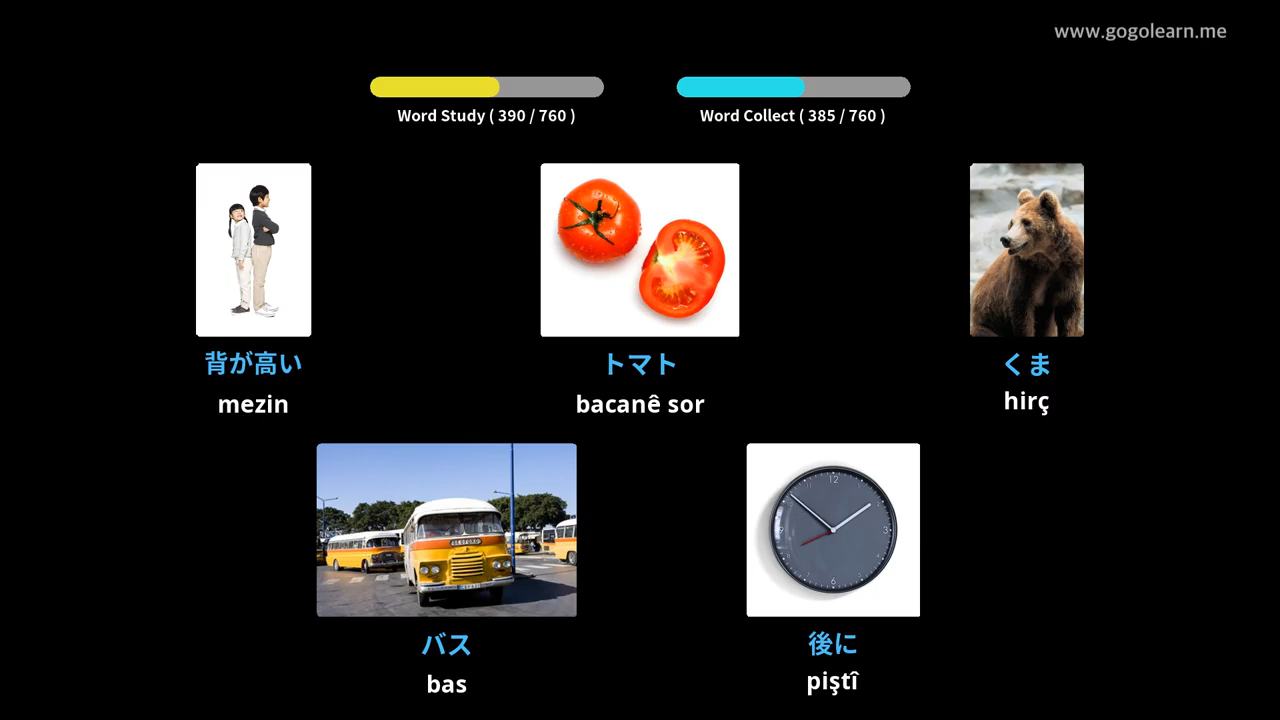 www.gogolearn.me
Word Study ( 390 / 760 )
Word Collect ( 385 / 760 )
背が高い
mezin
トマト
bacanê sor
くま
hirç
バス
bas
後に
piştî